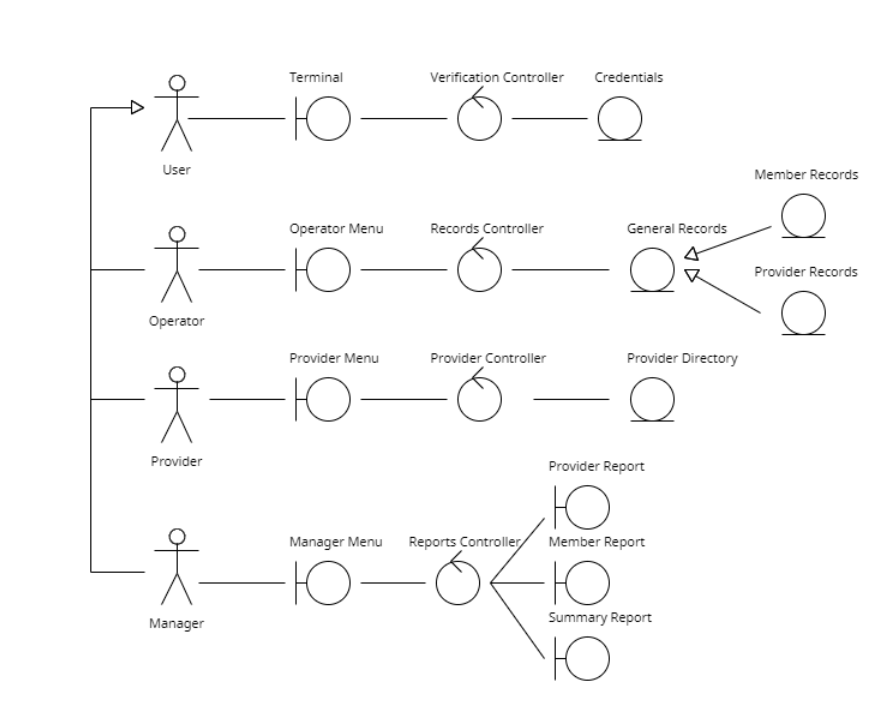 Terminal
Verification Controller
Credentials
User
Member Records
Operator Menu
Records Controller
General Records
Provider Records
Operator
Provider Menu
Provider Controller
Provider Directory
Provider
Provider Report
Manager Menu
Reports Controller
Member Report
Summary Report
Manager